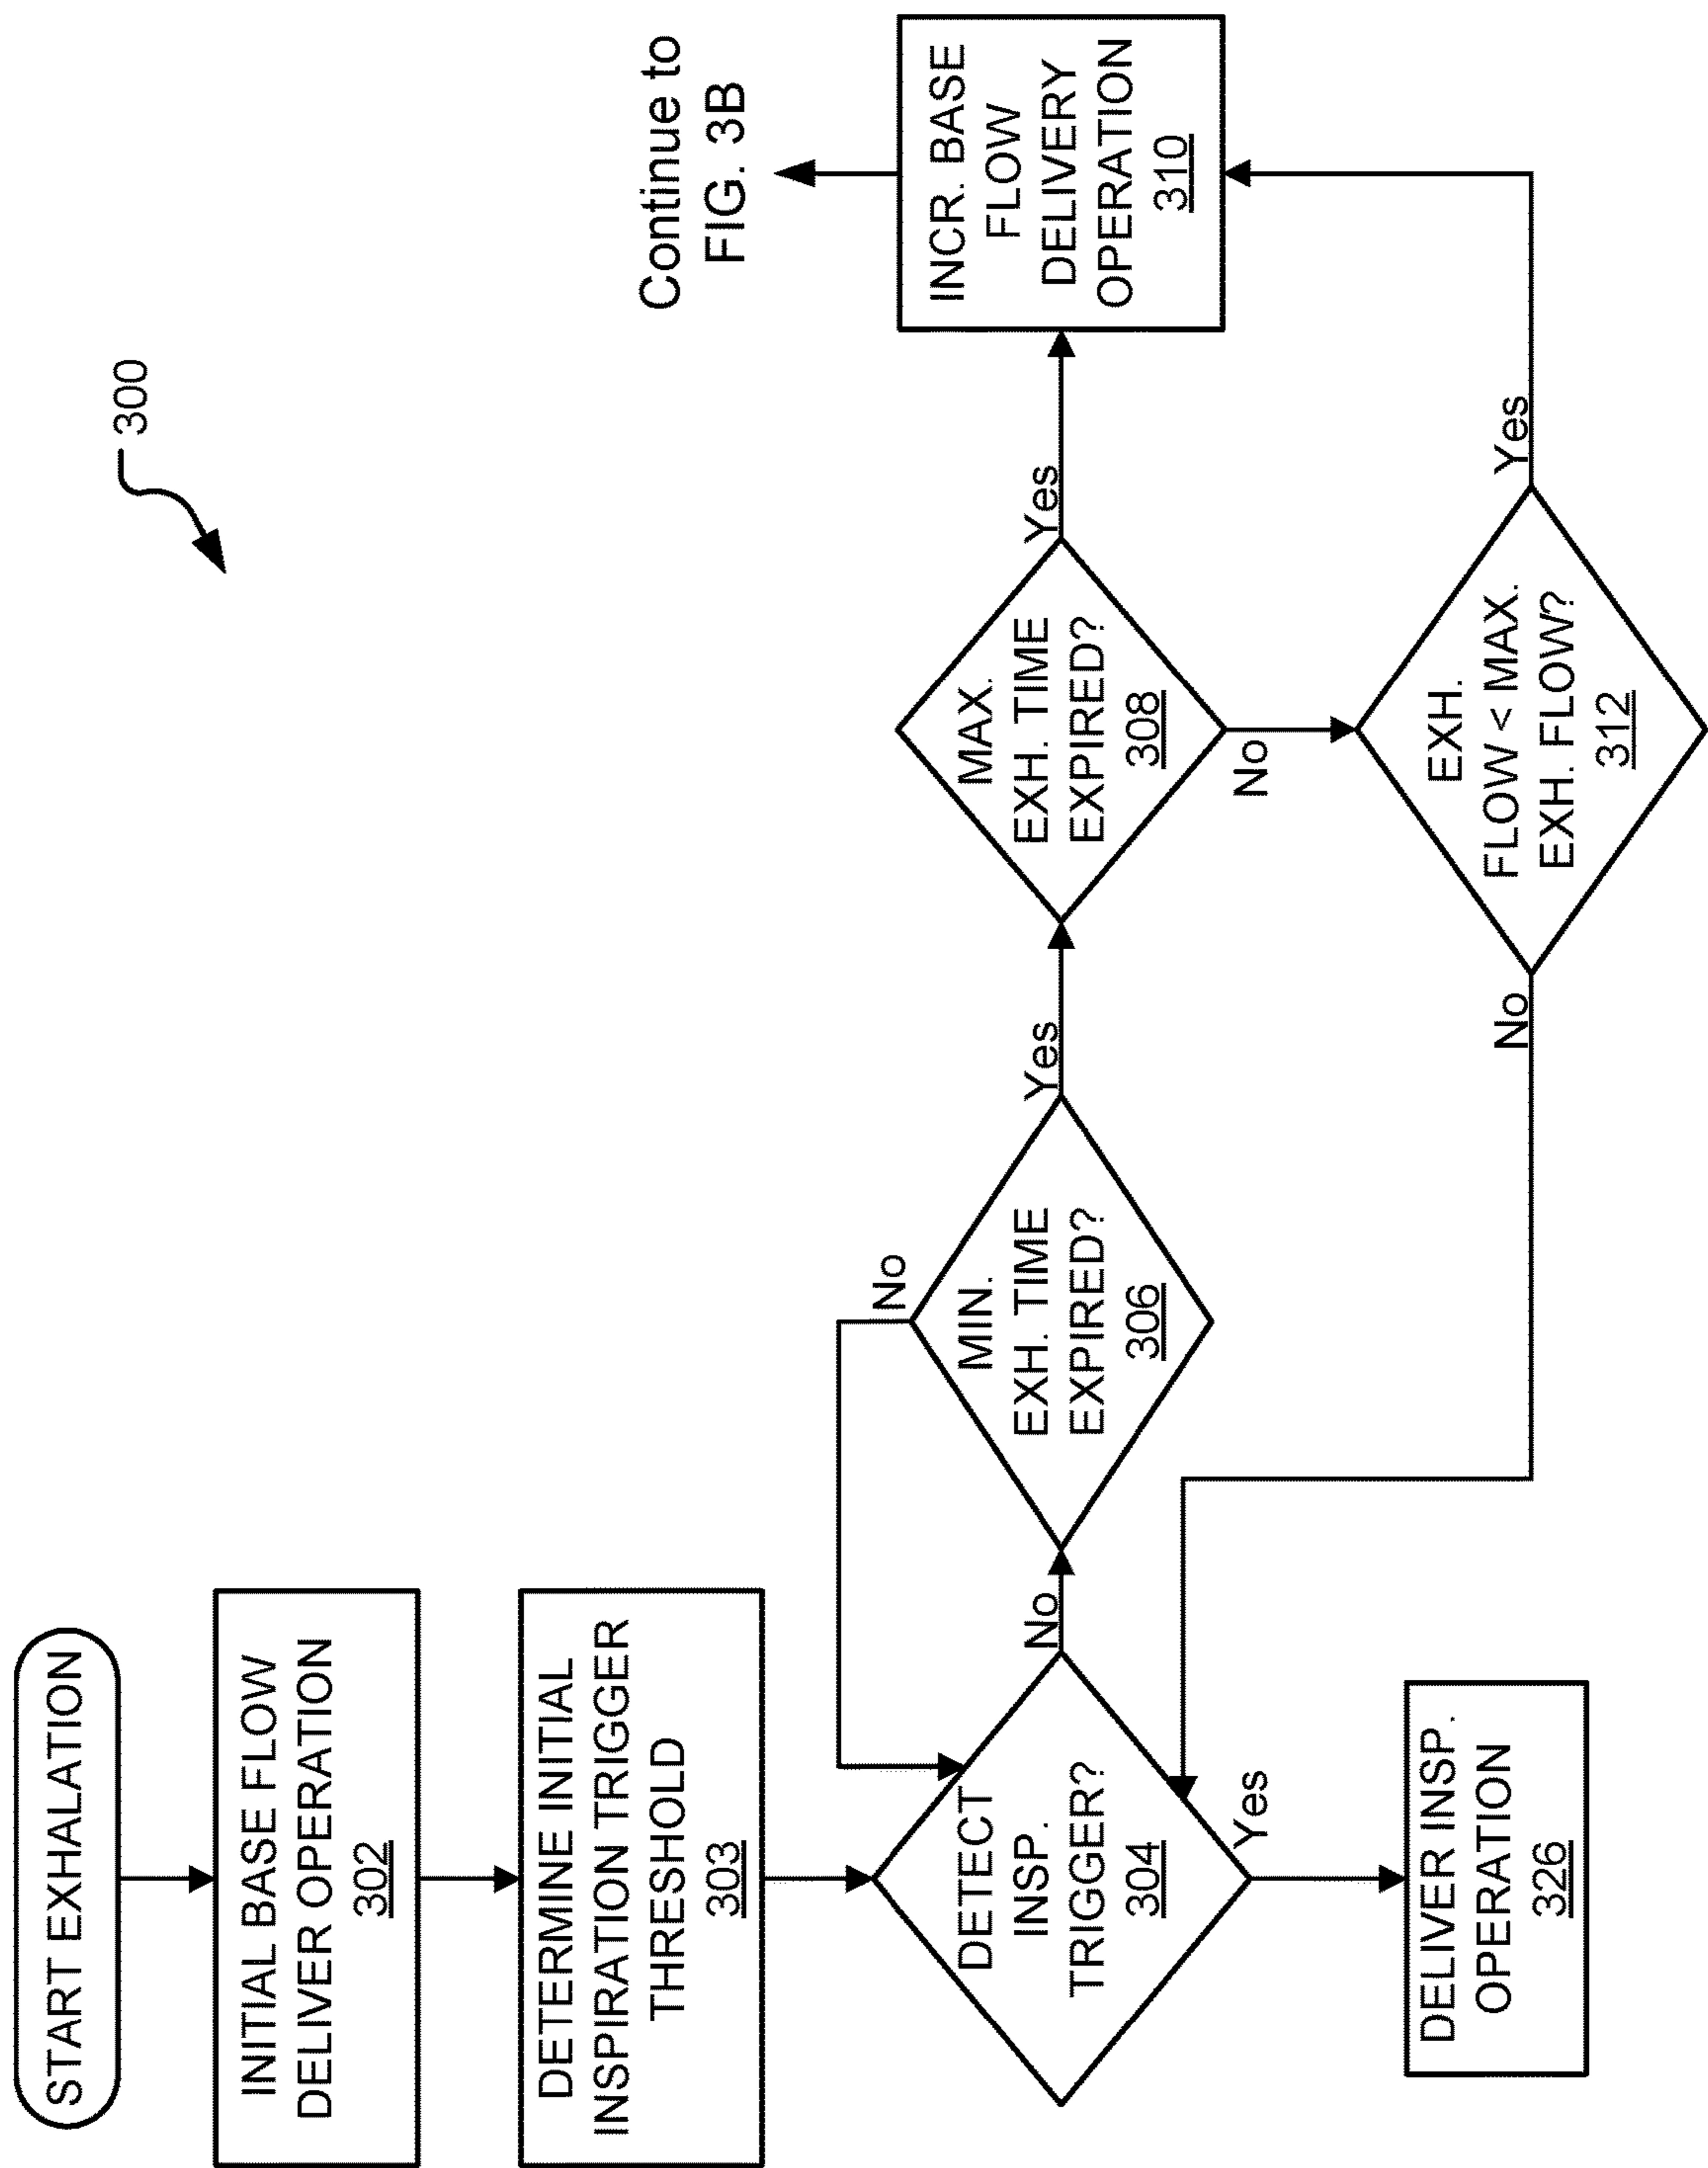 300
START EXHALATION
INITIAL BASE FLOW
DELIVER OPERATION
302
DETERMINE INITIAL
INSPIRATION TRIGGER
THRESHOLD
303
DETECT
INSP.
TRIGGER?
304
No
Yes
MIN.
EXH. TIME
EXPIRED?
306
No
Yes
MAX.
EXH. TIME
EXPIRED?
308
Yes
No
INCR. BASE
FLOW
DELIVERY
OPERATION
310
Continue to
FIG. 3B
DELIVER INSP.
OPERATION
326
No
EXH.
FLOW < MAX.
EXH. FLOW?
312
Yes